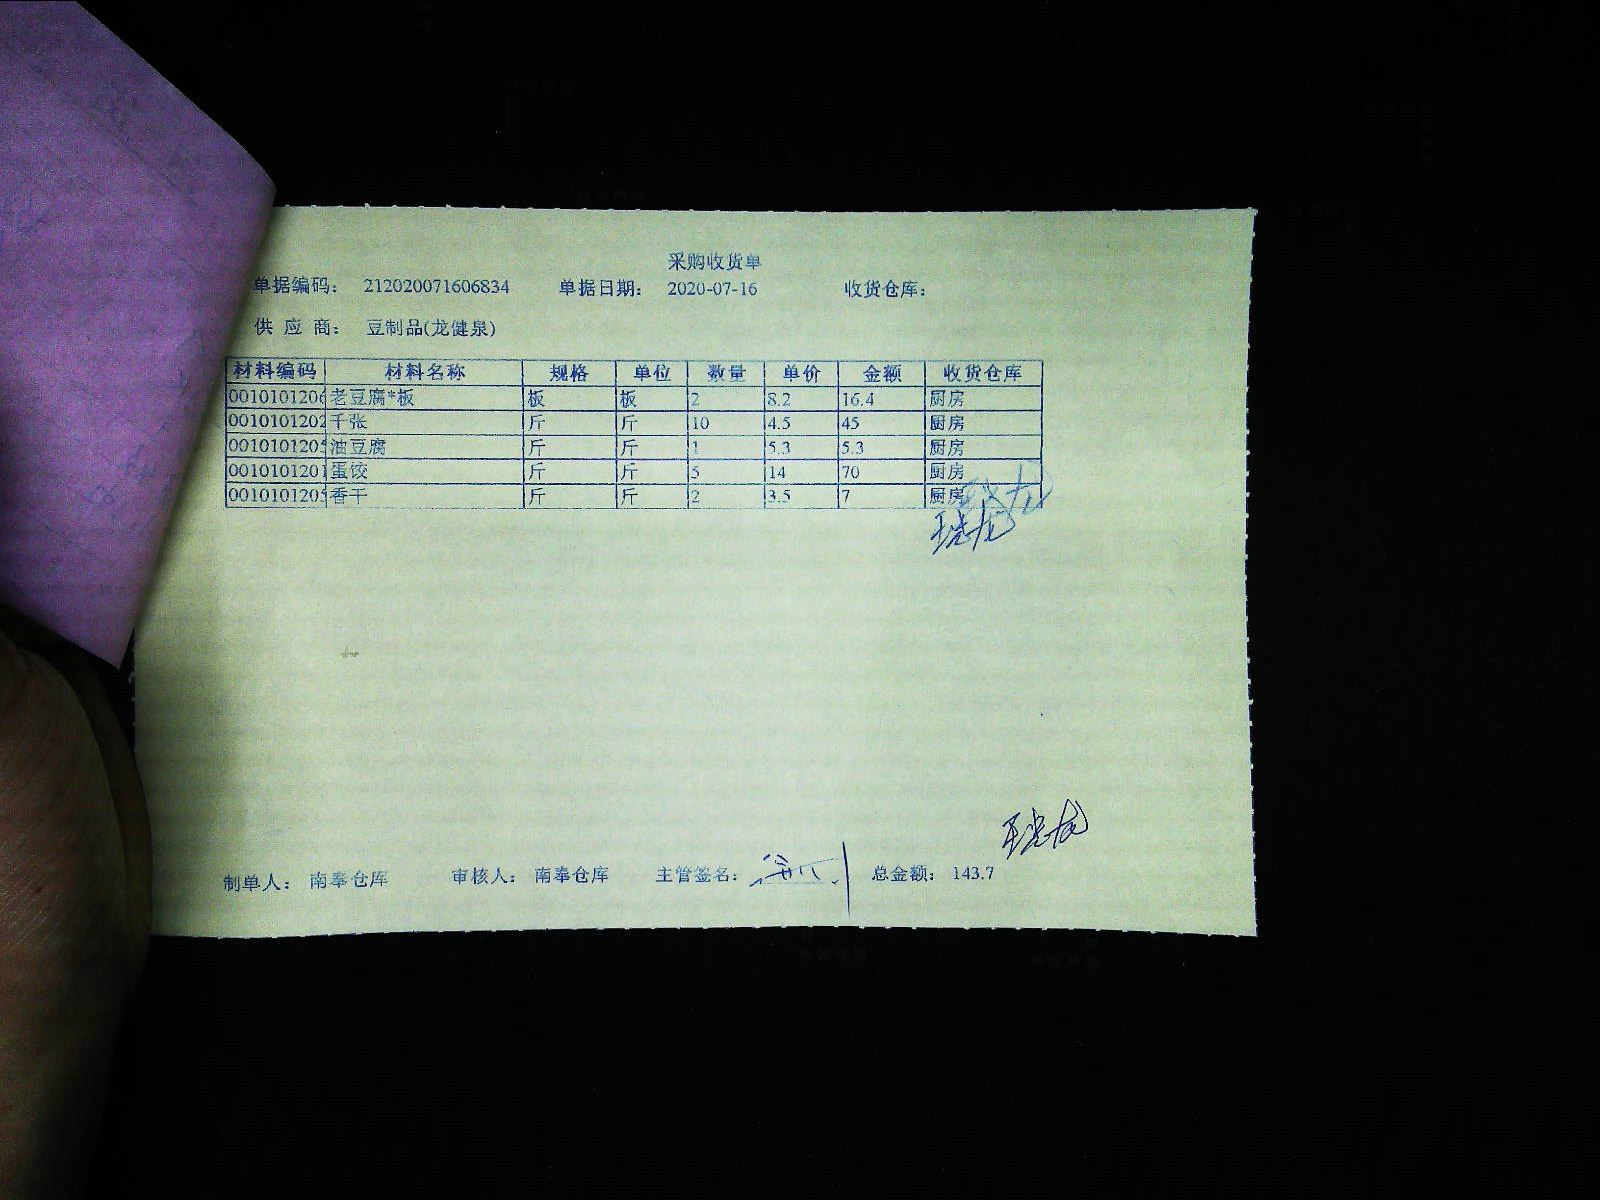 采购收货单
单据编码： 212020071606834 单据日期： 2020-07-16 收货仓库：
供 应 商： 豆制品(龙健泉)
材料编码 材料名称 规格 单位 数量 单价 金额 收货仓库
0010101206 老豆腐*板 板 板 2 8.2 16.4 厨房
0010101202 千张 斤 斤 10 4.5 45 厨房
001010120 油豆腐 斤 斤 1 5.3 5.3 厨房
0010101201 蛋饺 斤 斤 5 14 70 厨房
001010120 香干 斤 斤 2 3.5 7 厨房
制单人： 南奉仓库 审核人： 南奉仓库 主管签名： 总金额： 143.7